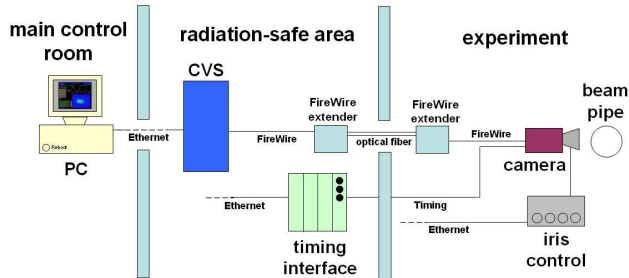 main control
room
radiation-safe area
experiment
CVS
FireWire
extender
FireWire
extender
beam
pipe
Reboot
Ethernet
FireWire
optical fiber
FireWire
PC
camera
Ethernet
Timing
Ethernet
timing
interface
iris
control